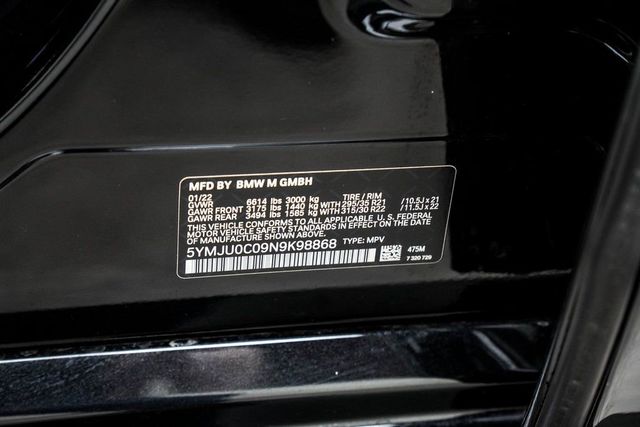 MFD BY BMW M GMBH
01/22 TIRE / RIM
GVWR 6614 lbs 3000 kg
GAWR FRONT 3175 lbs 1440 kg WITH 295/35 R21 / 10.5J x 21
GAWR REAR 3494 lbs 1585 kg WITH 315/30 R22 / 11.5J x 22
THIS VEHICLE CONFORMS TO ALL APPLICABLE U.S. FEDERAL
MOTOR VEHICLE SAFETY STANDARDS IN EFFECT ON THE DATE OF
MANUFACTURE SHOWN ABOVE.
5YMJU0C09N9K98868 TYPE: MPV
475M
7 320 729